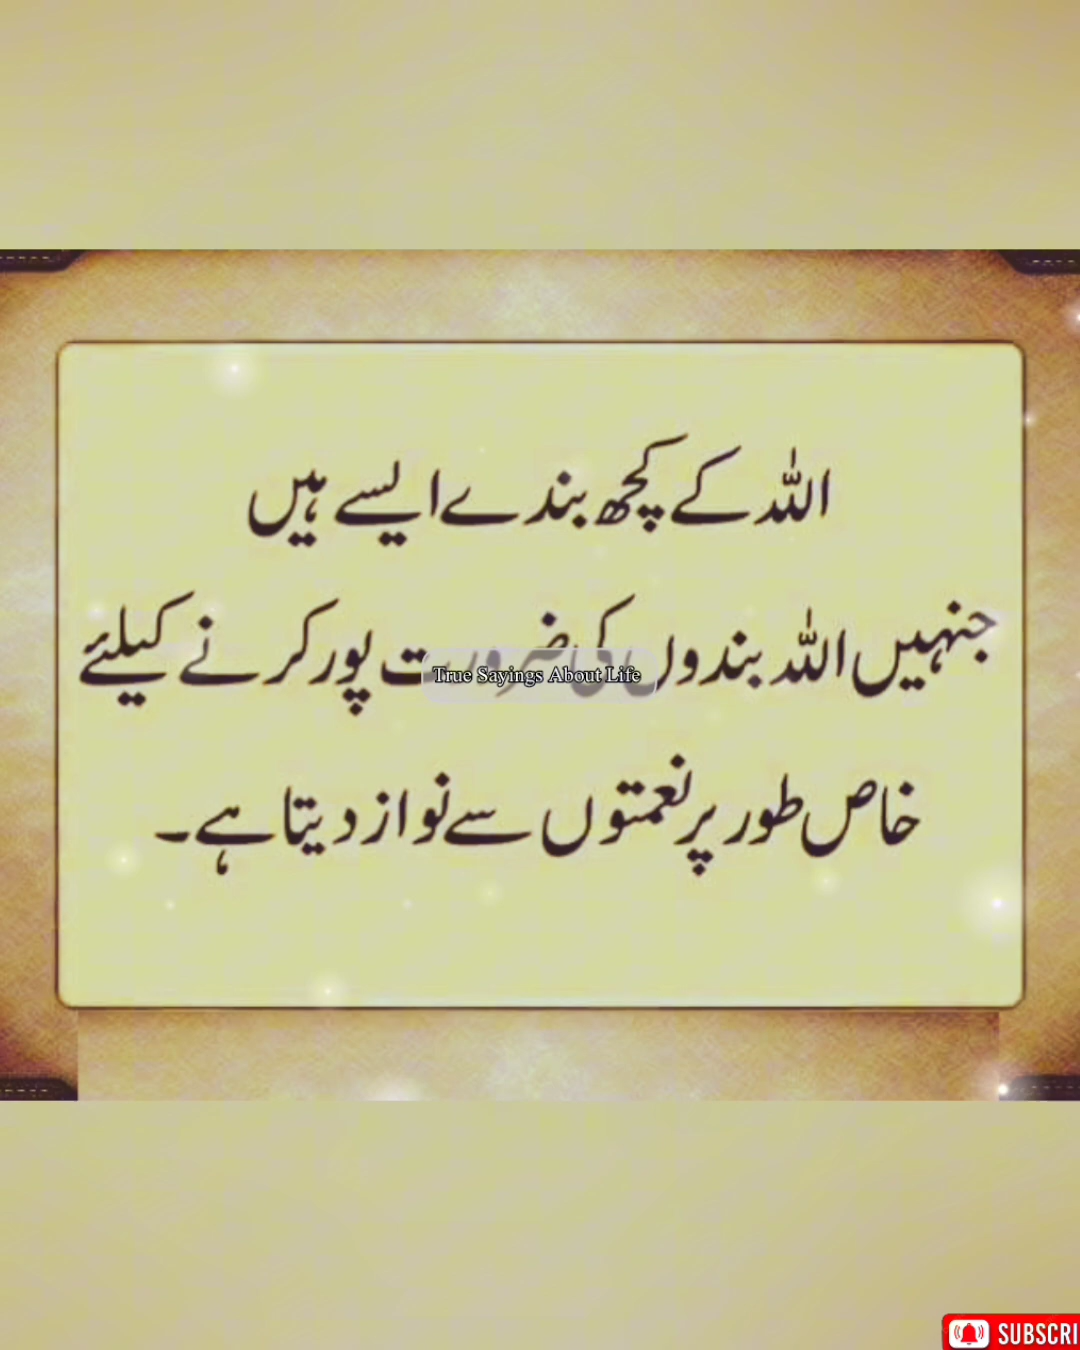 اللہ کے کچھ بندے ایسے ہیں
جنہیں اللہ بندوں کی ضرورت پور کرنے کیلئے
True Sayings About Life
خاص طور پر نعمتوں سے نواز دیتا ہے۔
SUBSCRI